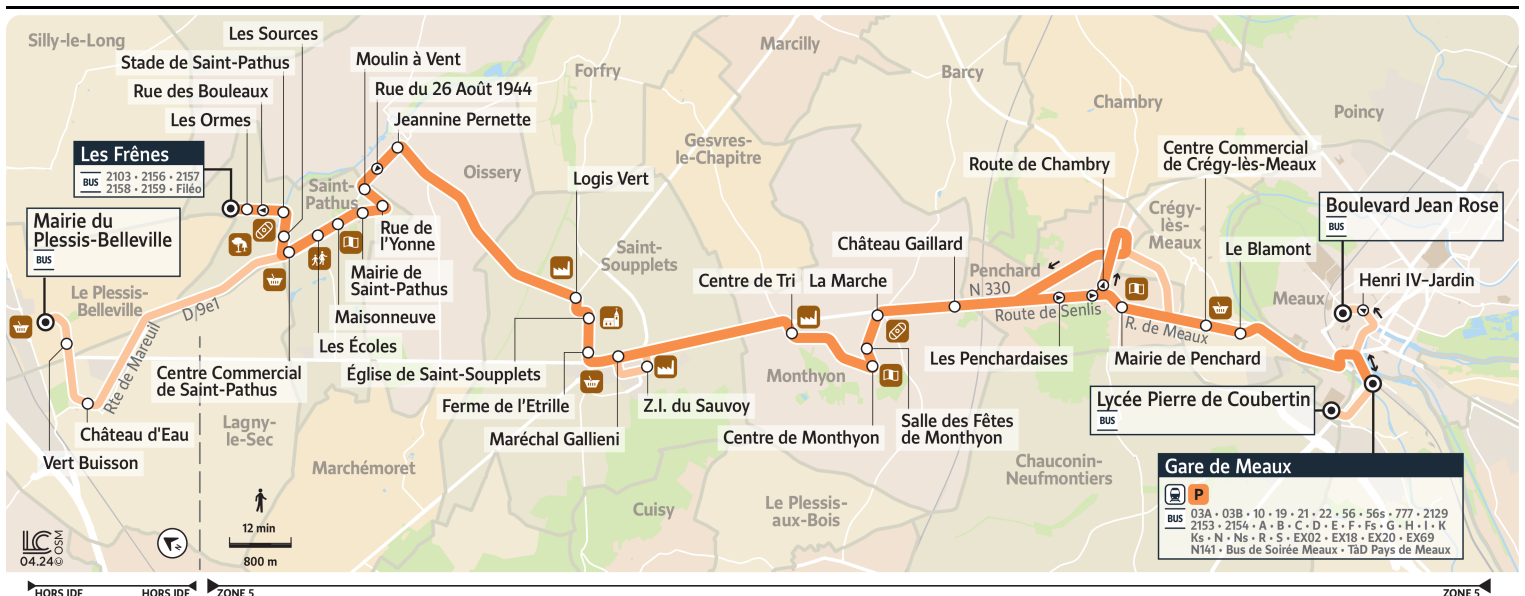 Silly-le-Long
Les Sources
Stade de Saint-Pathus
Rue des Bouleaux
Les Ormes
Les Frênes
BUS
2103 • 2156 • 2157
2158 • 2159 • Filéo
Mairie du
Plessis-Belleville
BUS
Le Plessis-
Belleville
D/9e1
Rte de Mareuil
Château d'Eau
Vert Buisson
Moulin à Vent
Rue du 26 Août 1944
Jeannine Pernette
Saint-
Pathus
Rue de
l'Yonne
Mairie de
Saint-Pathus
Maisonneuve
Les Écoles
Centre Commercial
de Saint-Pathus
Lagny-
le-Sec
Marchémoret
Oissery
Forfry
Marcilly
Gesvres-
le-Chapitre
Barcy
Chambry
Poincy
Logis Vert
Saint-
Soupplets
Église de Saint-Soupplets
Ferme de l'Etrille
Maréchal Gallieni
Z.I. du Sauvoy
Cuisy
Le Plessis-
aux-Bois
Centre de Tri
La Marche
Château Gaillard
Monthyon
Centre de Monthyon
Salle des Fêtes
de Monthyon
Route de Chambry
Penchard
N 330
Route de Senlis
Les Penchardaises
R. de Meaux
Mairie de Penchard
Chauconin-
Neufmontiers
Centre Commercial
de Crégy-lès-Meaux
Crégy-
lès-
Meaux
Le Blamont
Boulevard Jean Rose
BUS
Meaux
Henri IV–Jardin
Lycée Pierre de Coubertin
BUS
Gare de Meaux
P
BUS
03A • 03B • 10 • 19 • 21 • 22 • 56 • 56s • 777 • 2129
2153 • 2154 • A • B • C • D • E • F • Fs • G • H • I • K
Ks • N • Ns • R • S • EX02 • EX18 • EX20 • EX69
N141 • Bus de Soirée Meaux • TàD Pays de Meaux
12 min
800 m
N
LC
04.24 © OSM
HORS IDF
HORS IDF
ZONE 5
ZONE 5